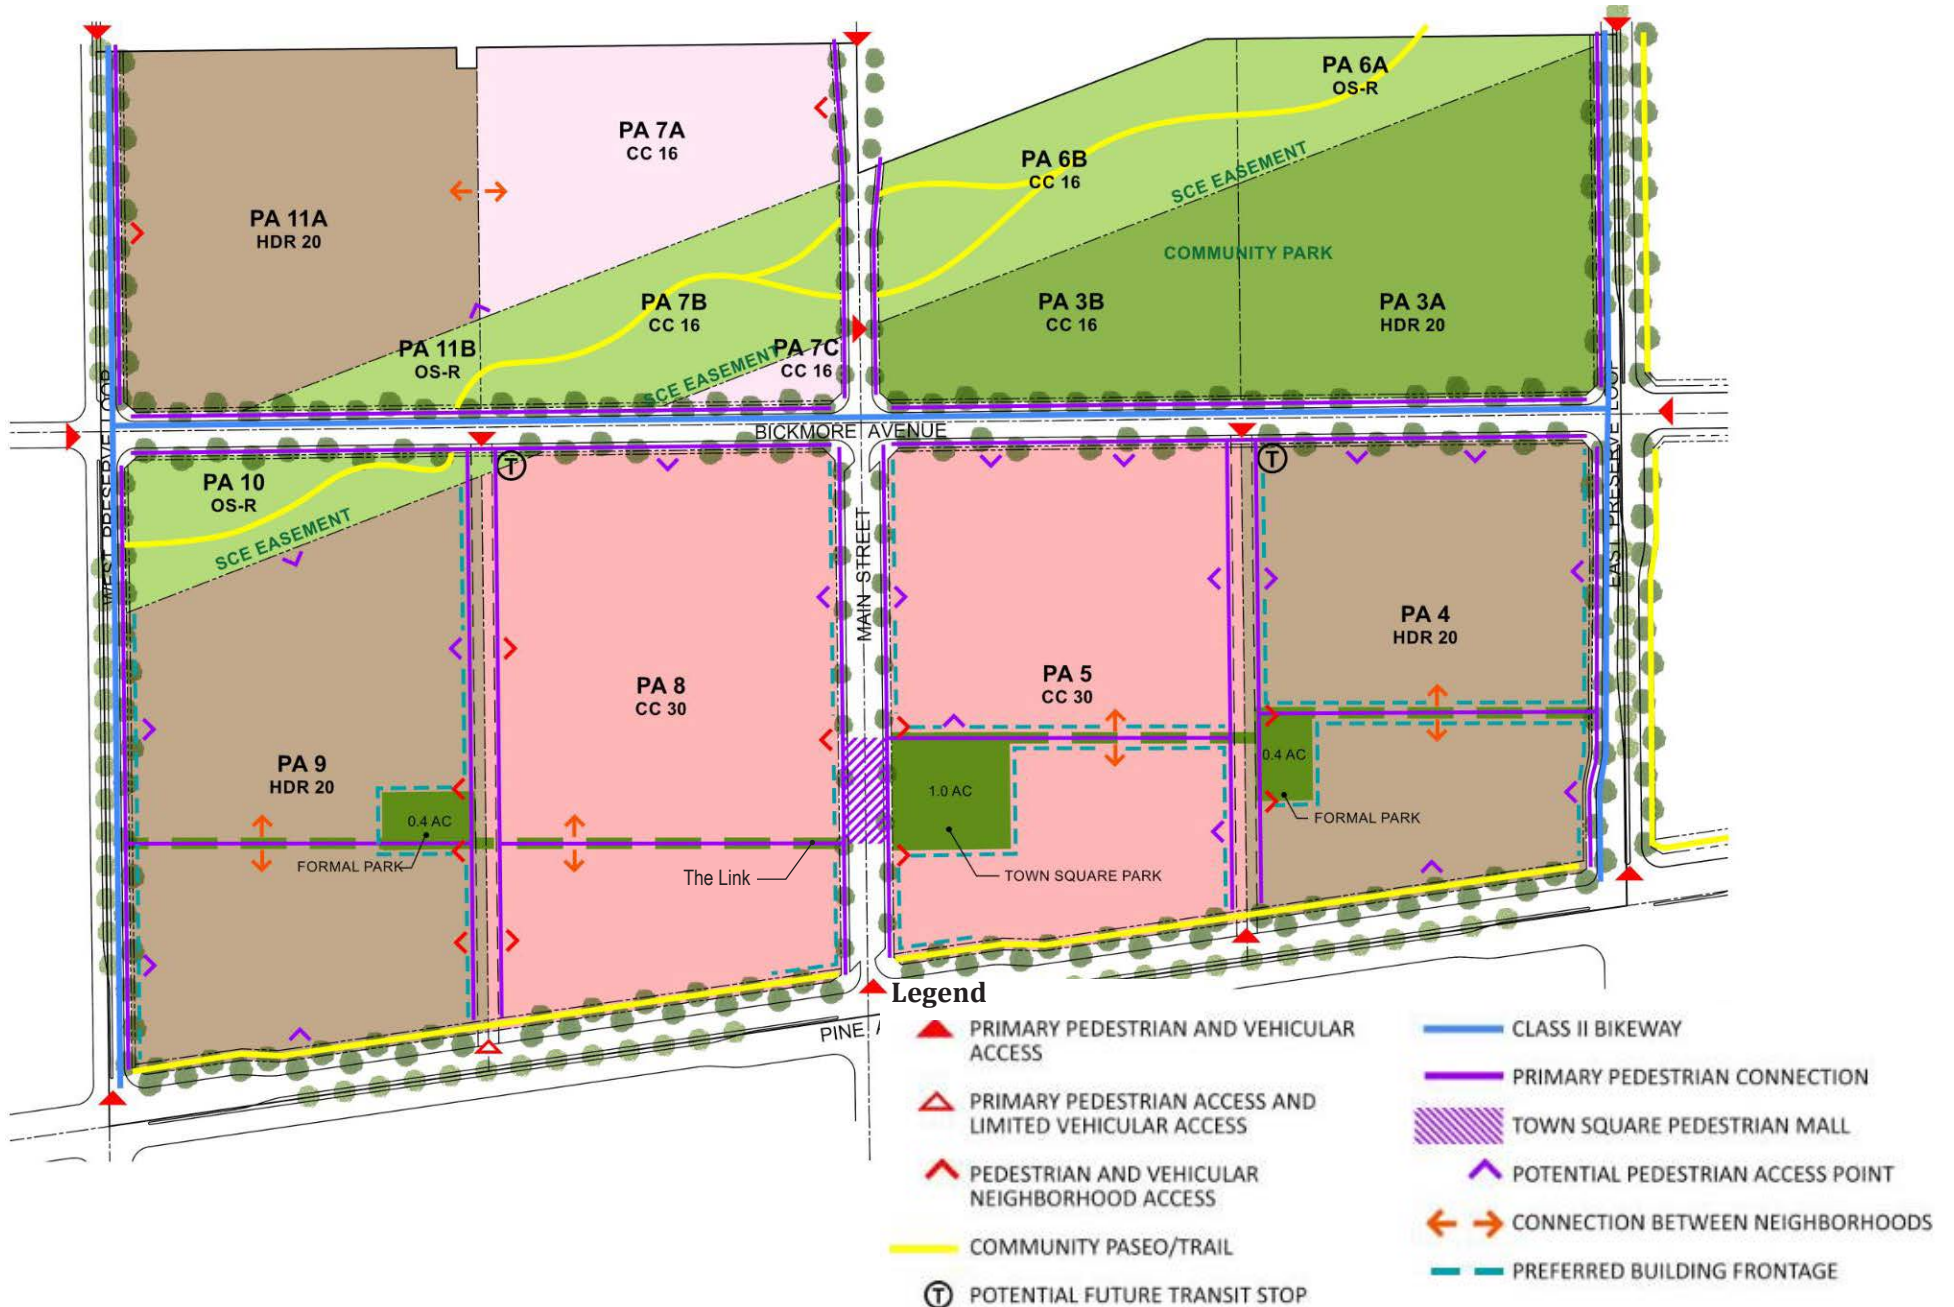 PA 6A
OS-R
PA 7A
CC 16
PA 6B
CC 16
SCE EASEMENT
PA 11A
HDR 20
COMMUNITY PARK
PA 7B
CC 16
PA 3B
CC 16
PA 3A
HDR 20
PA 11B
OS-R
SCE EASEMENT
PA 7C
CC 16
WEST PRESERVE LOOP
EAST PRESERVE LOOP
BICKMORE AVENUE
T
T
PA 10
OS-R
SCE EASEMENT
MAIN STREET
PA 4
HDR 20
PA 8
CC 30
PA 5
CC 30
PA 9
HDR 20
0.4 AC
1.0 AC
0.4 AC
FORMAL PARK
FORMAL PARK
The Link
TOWN SQUARE PARK
PINE A
Legend
PRIMARY PEDESTRIAN AND VEHICULAR
ACCESS
PRIMARY PEDESTRIAN ACCESS AND
LIMITED VEHICULAR ACCESS
PEDESTRIAN AND VEHICULAR
NEIGHBORHOOD ACCESS
COMMUNITY PASEO/TRAIL
T POTENTIAL FUTURE TRANSIT STOP
CLASS II BIKEWAY
PRIMARY PEDESTRIAN CONNECTION
TOWN SQUARE PEDESTRIAN MALL
POTENTIAL PEDESTRIAN ACCESS POINT
CONNECTION BETWEEN NEIGHBORHOODS
PREFERRED BUILDING FRONTAGE